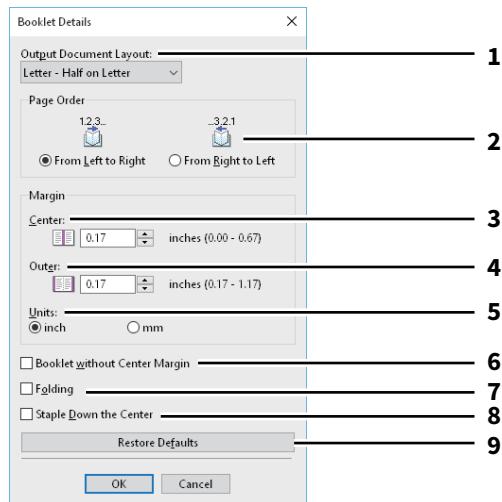 Booklet Details
Output Document Layout: 1
Letter - Half on Letter
Page Order
1,2,3... ...3,2,1
2
From Left to Right From Right to Left
Margin
Center: 3
0.17 inches (0.00 - 0.67)
Outer: 4
0.17 inches (0.17 - 1.17)
Units: 5
inch mm
Booklet without Center Margin 6
Folding 7
Staple Down the Center 8
Restore Defaults 9
OK Cancel